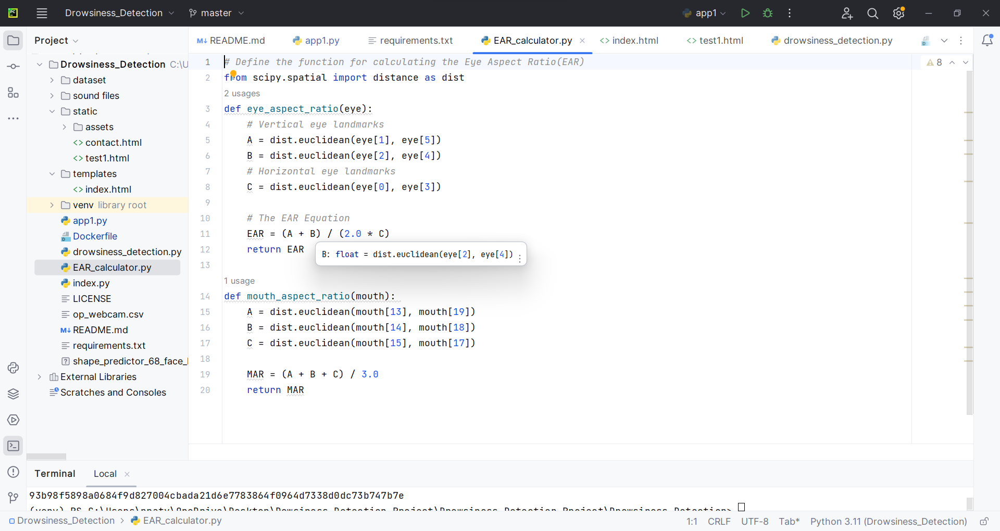 PC
Drowsiness_Detection
master
app1
Project
README.md
app1.py
requirements.txt
EAR_calculator.py
index.html
test1.html
drowsiness_detection.py
Drowsiness_Detection C:\U
dataset
sound files
static
assets
contact.html
test1.html
templates
index.html
venv library root
app1.py
Dockerfile
drowsiness_detection.py
EAR_calculator.py
index.py
LICENSE
op_webcam.csv
README.md
requirements.txt
shape_predictor_68_face_
External Libraries
Scratches and Consoles
8
1 # Define the function for calculating the Eye Aspect Ratio(EAR)
2 from scipy.spatial import distance as dist
2 usages
3 def eye_aspect_ratio(eye):
4 # Vertical eye landmarks
5 A = dist.euclidean(eye[1], eye[5])
6 B = dist.euclidean(eye[2], eye[4])
7 # Horizontal eye landmarks
8 C = dist.euclidean(eye[0], eye[3])
9
10 # The EAR Equation
11 EAR = (A + B) / (2.0 * C)
12 return EAR
B: float = dist.euclidean(eye[2], eye[4])
13
1 usage
14 def mouth_aspect_ratio(mouth):
15 A = dist.euclidean(mouth[13], mouth[19])
16 B = dist.euclidean(mouth[14], mouth[18])
17 C = dist.euclidean(mouth[15], mouth[17])
18
19 MAR = (A + B + C) / 3.0
20 return MAR
Terminal
Local
93b98f5898a0684f9d827004cbada21d6e7783864f0964d7338d0dc73b747b7e
Drowsiness_Detection > EAR_calculator.py
1:1 CRLF UTF-8 Tab* Python 3.11 (Drowsiness_Detection)